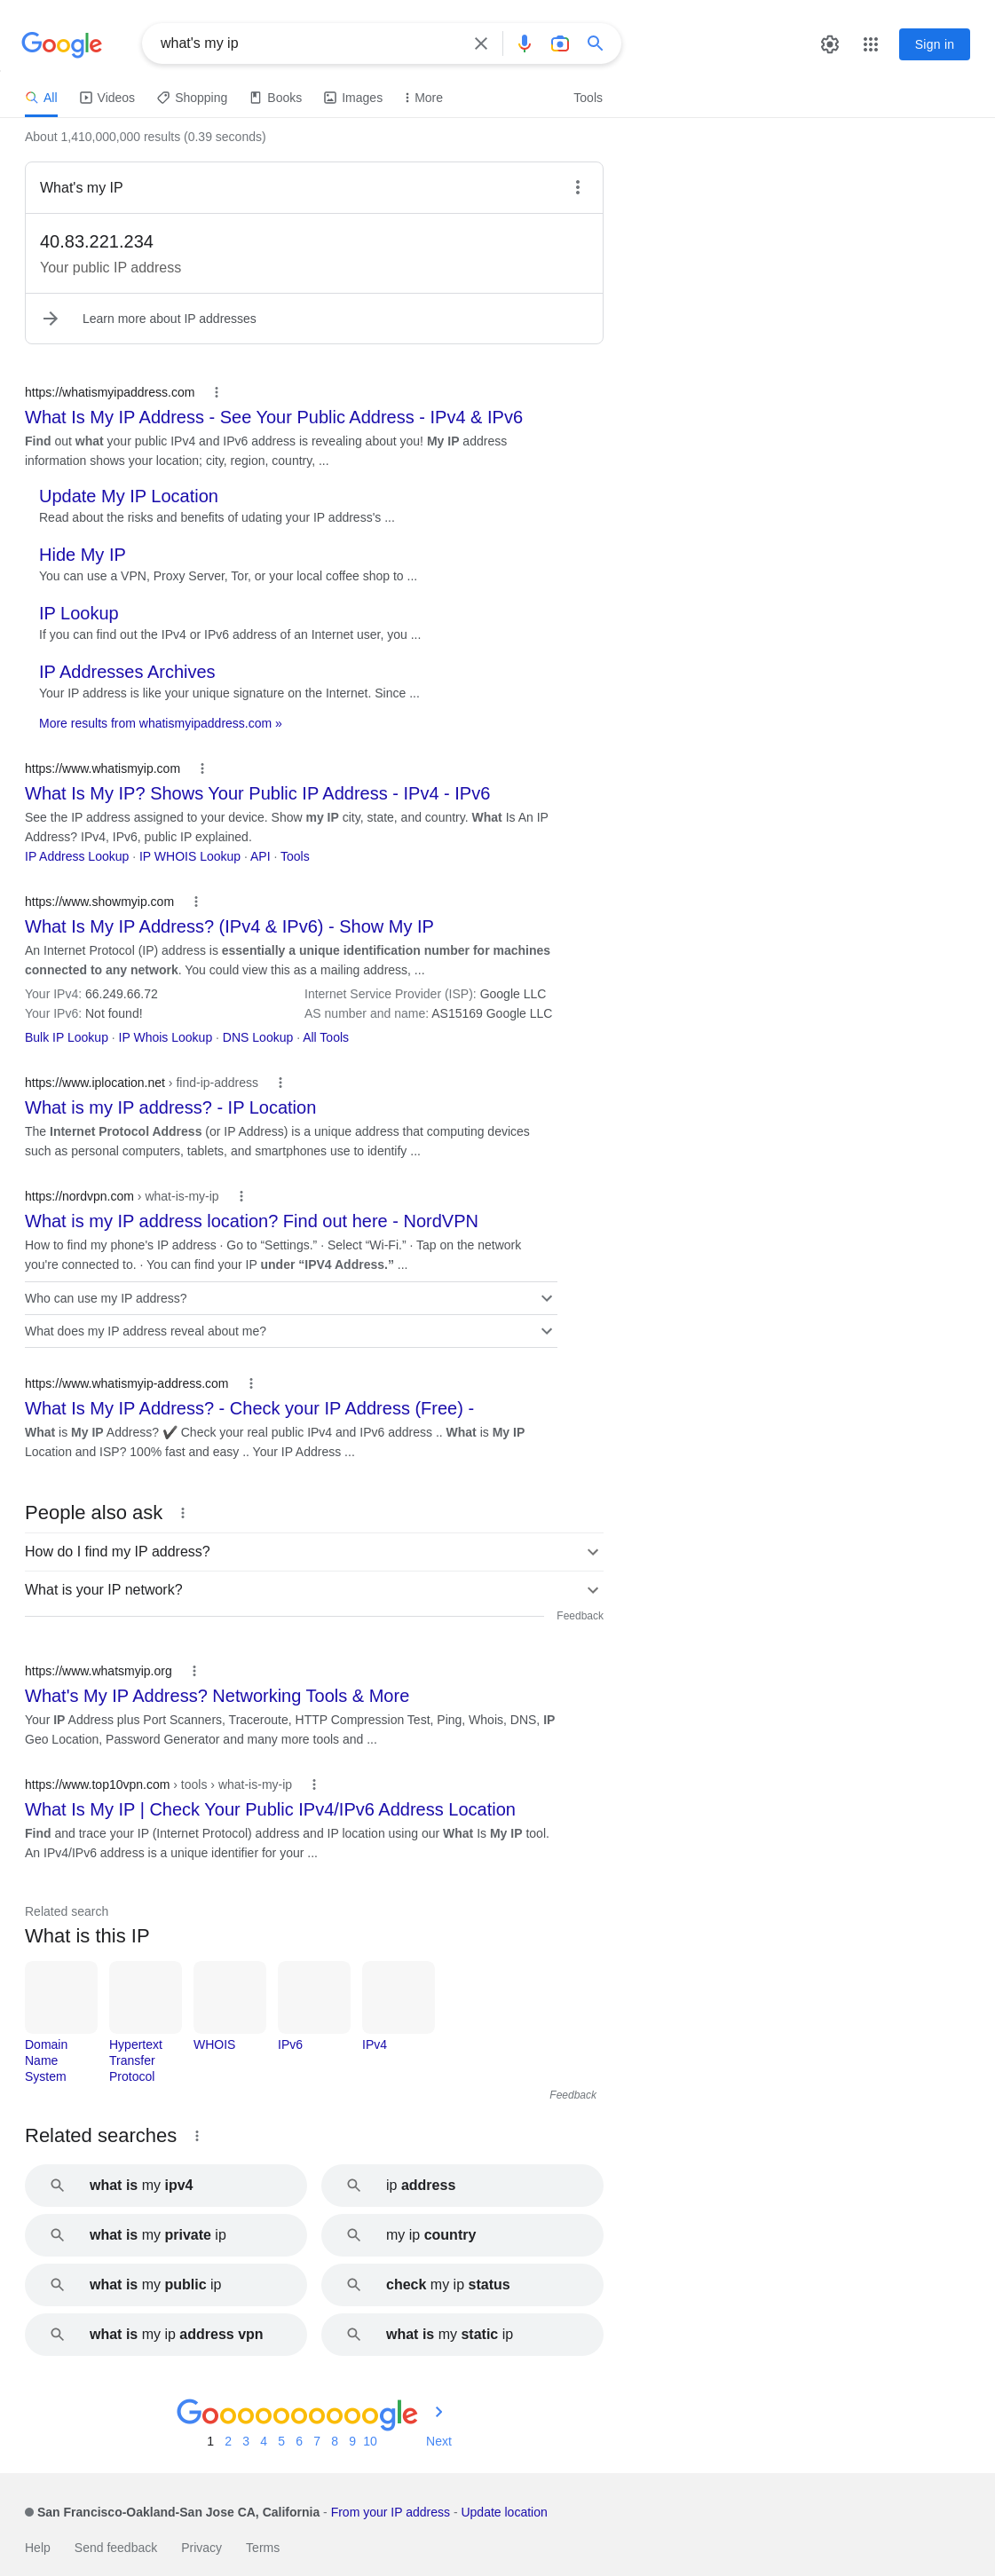 Google
what's my ip
Sign in
All
Videos
Shopping
Books
Images
More
Tools
About 1,410,000,000 results (0.39 seconds)
What's my IP
40.83.221.234
Your public IP address
Learn more about IP addresses
https://whatismyipaddress.com
What Is My IP Address - See Your Public Address - IPv4 & IPv6
Find out what your public IPv4 and IPv6 address is revealing about you! My IP address
information shows your location; city, region, country, ...
Update My IP Location
Read about the risks and benefits of udating your IP address's ...
Hide My IP
You can use a VPN, Proxy Server, Tor, or your local coffee shop to ...
IP Lookup
If you can find out the IPv4 or IPv6 address of an Internet user, you ...
IP Addresses Archives
Your IP address is like your unique signature on the Internet. Since ...
More results from whatismyipaddress.com »
https://www.whatismyip.com
What Is My IP? Shows Your Public IP Address - IPv4 - IPv6
See the IP address assigned to your device. Show my IP city, state, and country. What Is An IP
Address? IPv4, IPv6, public IP explained.
IP Address Lookup · IP WHOIS Lookup · API · Tools
https://www.showmyip.com
What Is My IP Address? (IPv4 & IPv6) - Show My IP
An Internet Protocol (IP) address is essentially a unique identification number for machines
connected to any network. You could view this as a mailing address, ...
Your IPv4: 66.249.66.72
Internet Service Provider (ISP): Google LLC
Your IPv6: Not found!
AS number and name: AS15169 Google LLC
Bulk IP Lookup · IP Whois Lookup · DNS Lookup · All Tools
https://www.iplocation.net › find-ip-address
What is my IP address? - IP Location
The Internet Protocol Address (or IP Address) is a unique address that computing devices
such as personal computers, tablets, and smartphones use to identify ...
https://nordvpn.com › what-is-my-ip
What is my IP address location? Find out here - NordVPN
How to find my phone's IP address · Go to “Settings.” · Select “Wi-Fi.” · Tap on the network
you're connected to. · You can find your IP under “IPV4 Address.” ...
Who can use my IP address?
What does my IP address reveal about me?
https://www.whatismyip-address.com
What Is My IP Address? - Check your IP Address (Free) -
What is My IP Address? ✔️ Check your real public IPv4 and IPv6 address .. What is My IP
Location and ISP? 100% fast and easy .. Your IP Address ...
People also ask
How do I find my IP address?
What is your IP network?
Feedback
https://www.whatsmyip.org
What's My IP Address? Networking Tools & More
Your IP Address plus Port Scanners, Traceroute, HTTP Compression Test, Ping, Whois, DNS, IP
Geo Location, Password Generator and many more tools and ...
https://www.top10vpn.com › tools › what-is-my-ip
What Is My IP | Check Your Public IPv4/IPv6 Address Location
Find and trace your IP (Internet Protocol) address and IP location using our What Is My IP tool.
An IPv4/IPv6 address is a unique identifier for your ...
Related search
What is this IP
Domain
Name
System
Hypertext
Transfer
Protocol
WHOIS
IPv6
IPv4
Feedback
Related searches
what is my ipv4
ip address
what is my private ip
my ip country
what is my public ip
check my ip status
what is my ip address vpn
what is my static ip
Goooooooooogle
1 2 3 4 5 6 7 8 9 10 Next
San Francisco-Oakland-San Jose CA, California - From your IP address - Update location
Help Send feedback Privacy Terms